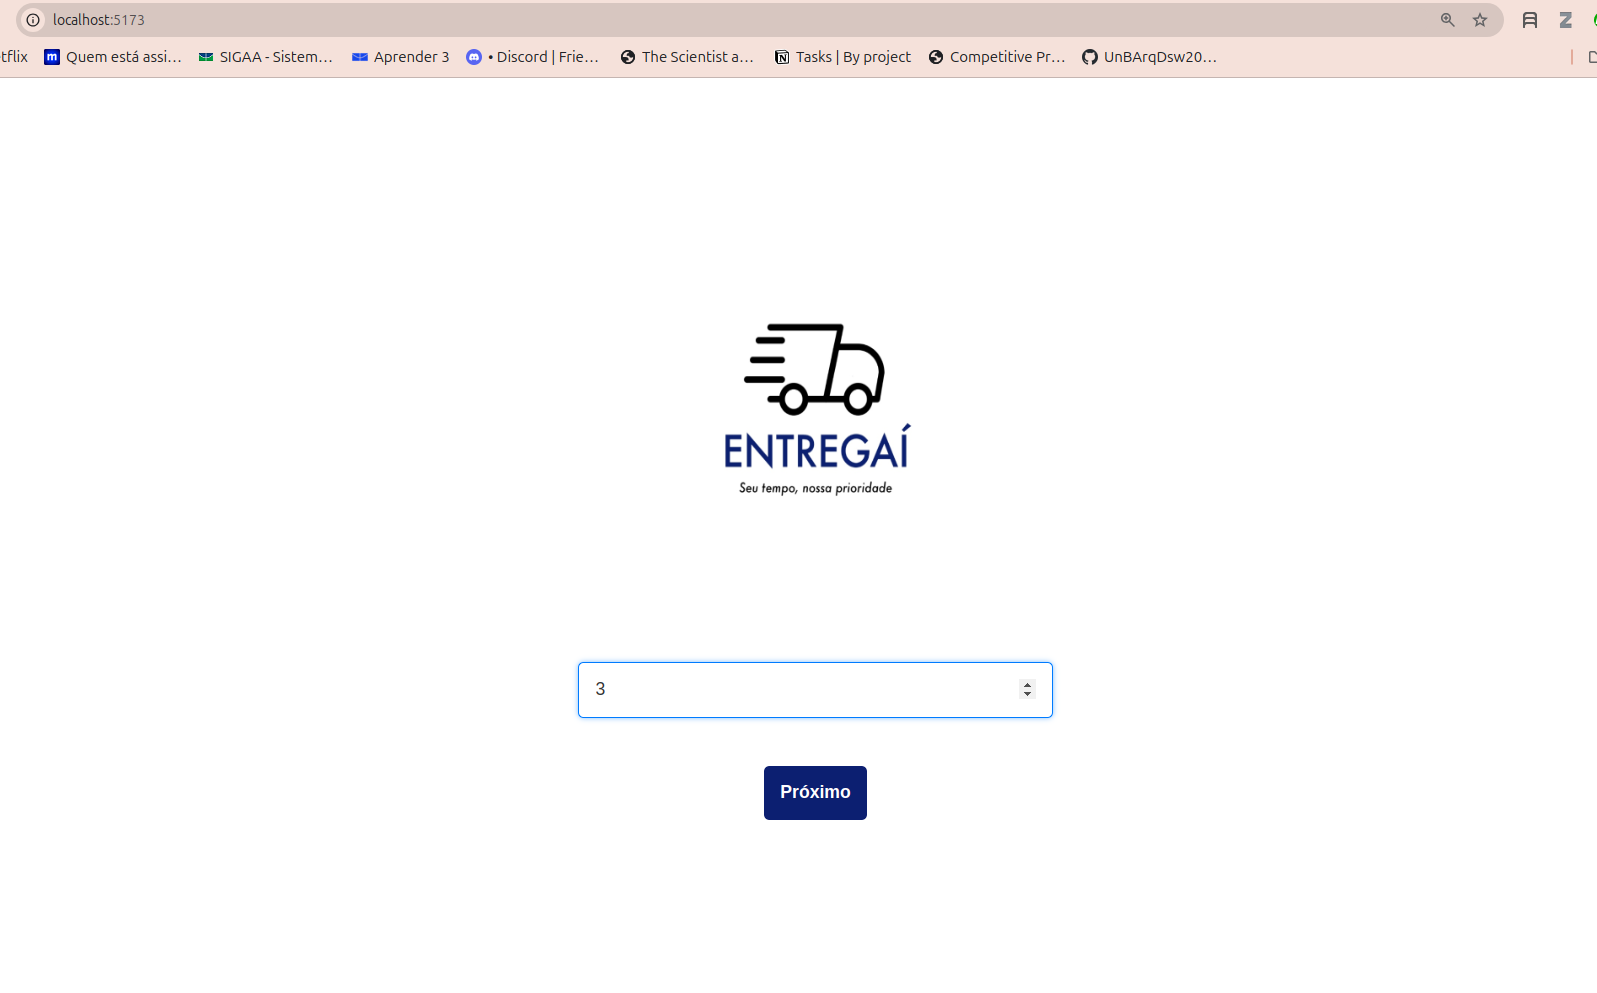 localhost:5173
tflix Quem está assi... SIGAA - Sistem... Aprender 3 • Discord | Frie... The Scientist a... Tasks | By project Competitive Pr... UnBArqDsw20...
ENTREGAÍ
Seu tempo, nossa prioridade
3
Próximo